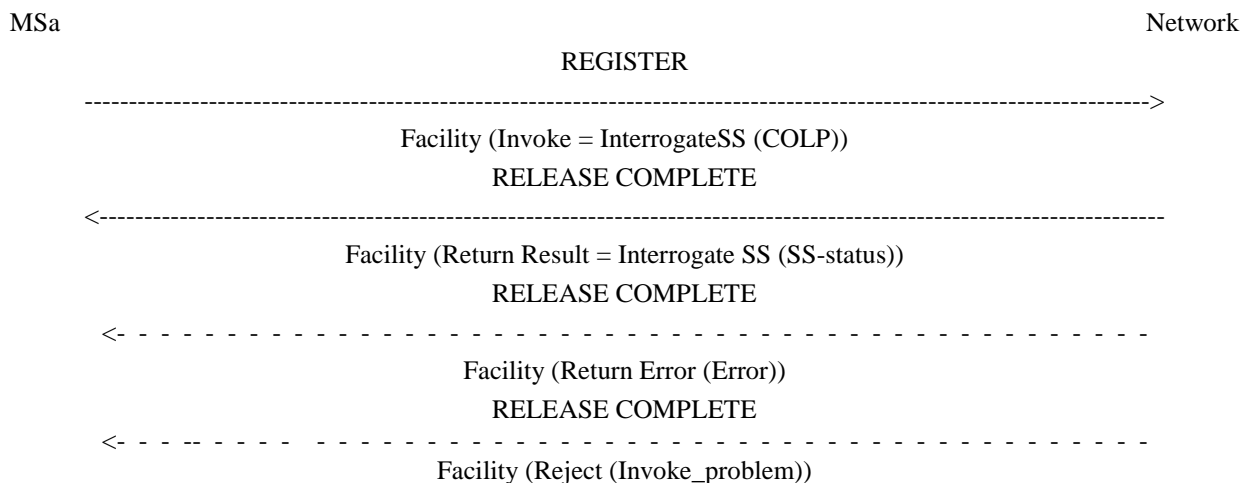 MSa Network
REGISTER
------------------------------------------------------------------------------------------------------------------------>
Facility (Invoke = InterrogateSS (COLP))
RELEASE COMPLETE
<------------------------------------------------------------------------------------------------------------------------
Facility (Return Result = Interrogate SS (SS-status))
RELEASE COMPLETE
<- - - - - - - - - - - - - - - - - - - - - - - - - - - - - - - - - - - - - - - - - - - - - - - - - - - - - - - - - -
Facility (Return Error (Error))
RELEASE COMPLETE
<- - - -- - - - - - - - - - - - - - - - - - - - - - - - - - - - - - - - - - - - - - - - - - - - - - - - - - - - - -
Facility (Reject (Invoke_problem))